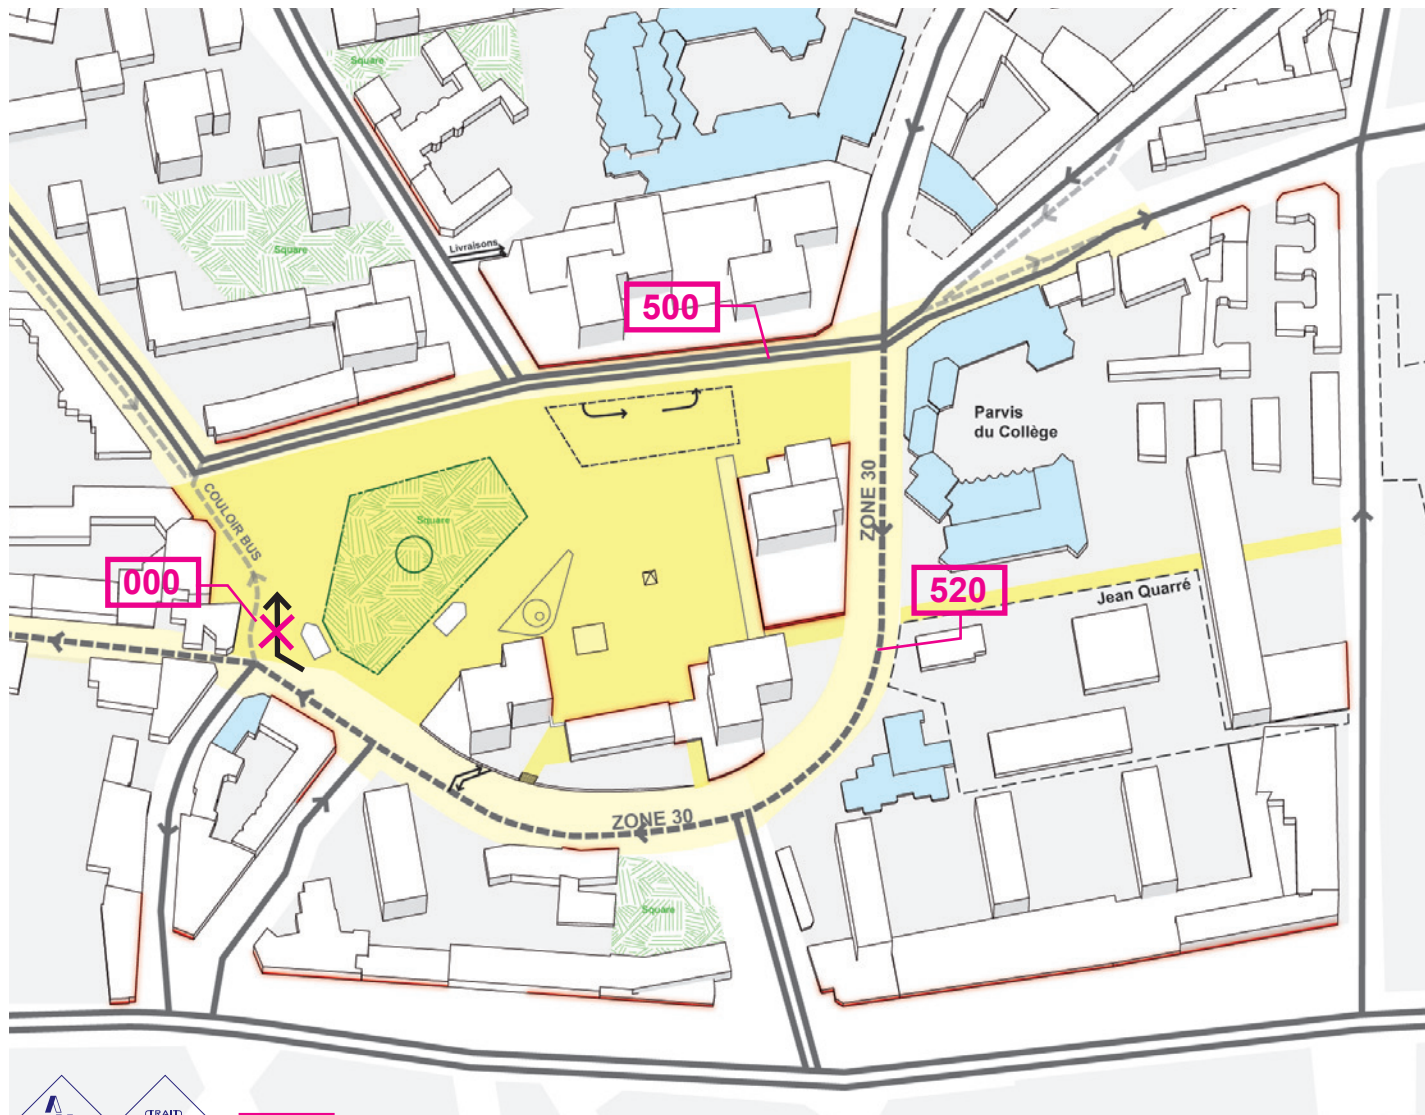 Square
Livraisons
Square
500
Parvis
du Collège
ZONE 30
COULOIR BUS
Square
000
520
Jean Quarré
ZONE 30
Square
TRAIT